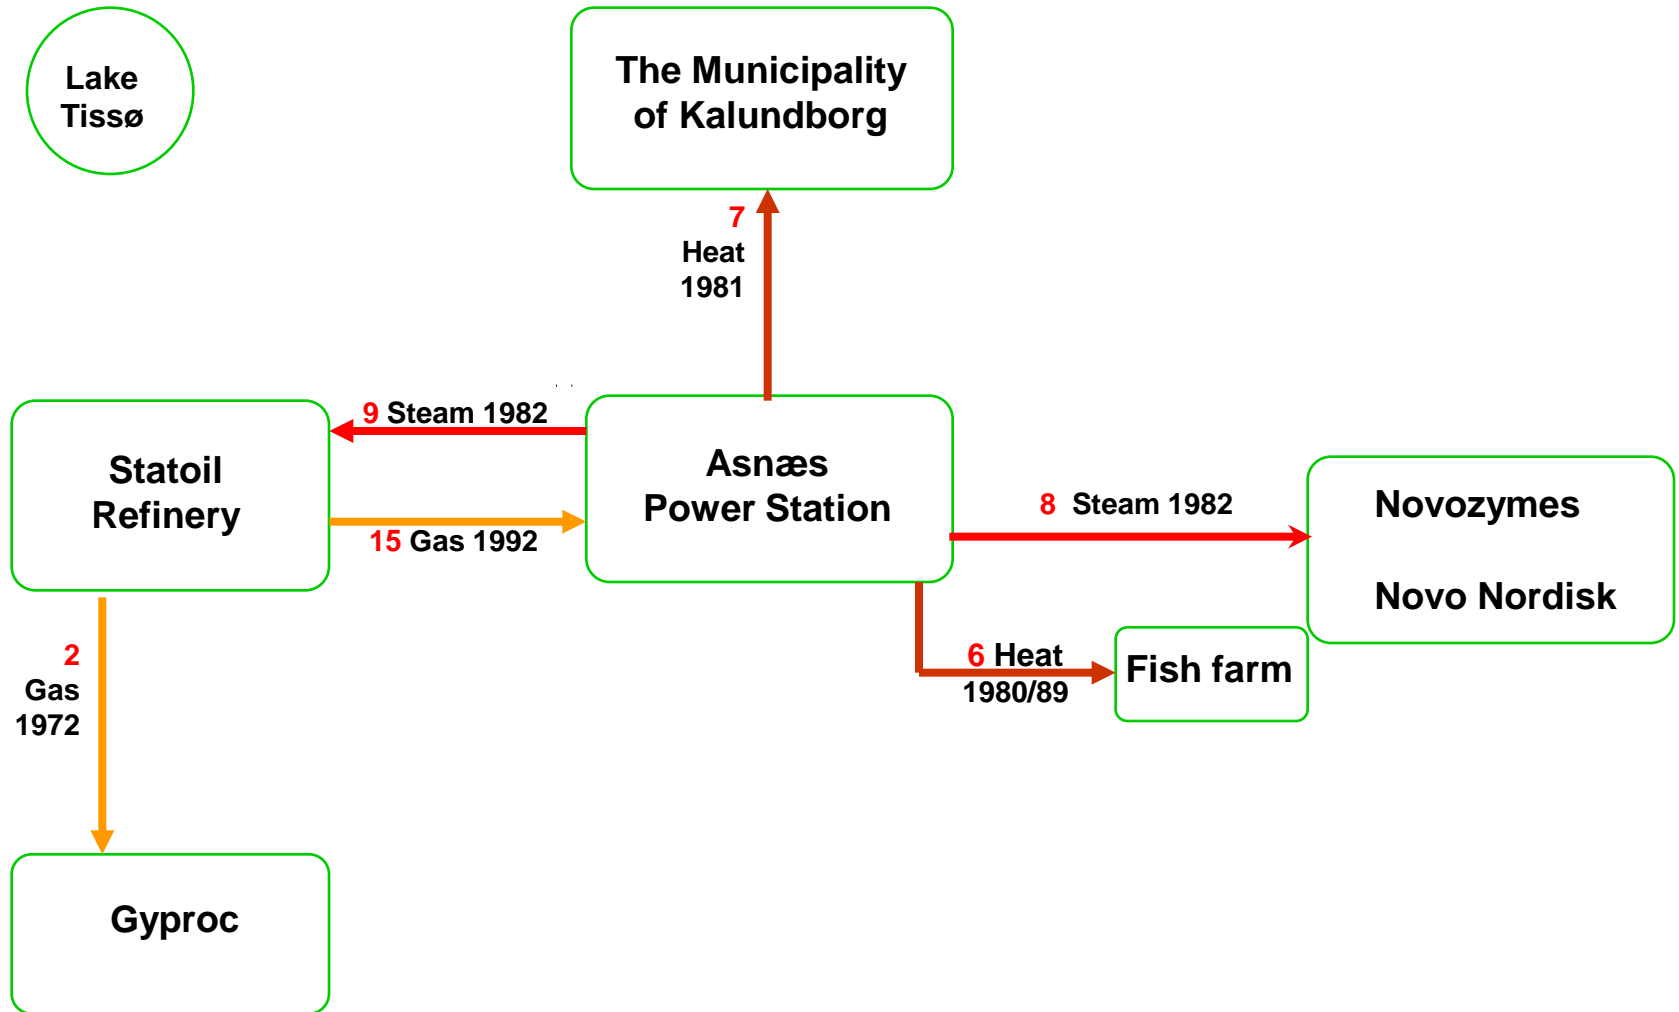 Lake
Tissø
The Municipality
of Kalundborg
7
Heat
1981
9 Steam 1982
Statoil
Refinery
Asnæs
Power Station
15 Gas 1992
8 Steam 1982
Novozymes
Novo Nordisk
2
Gas
1972
6 Heat
1980/89
Fish farm
Gyproc